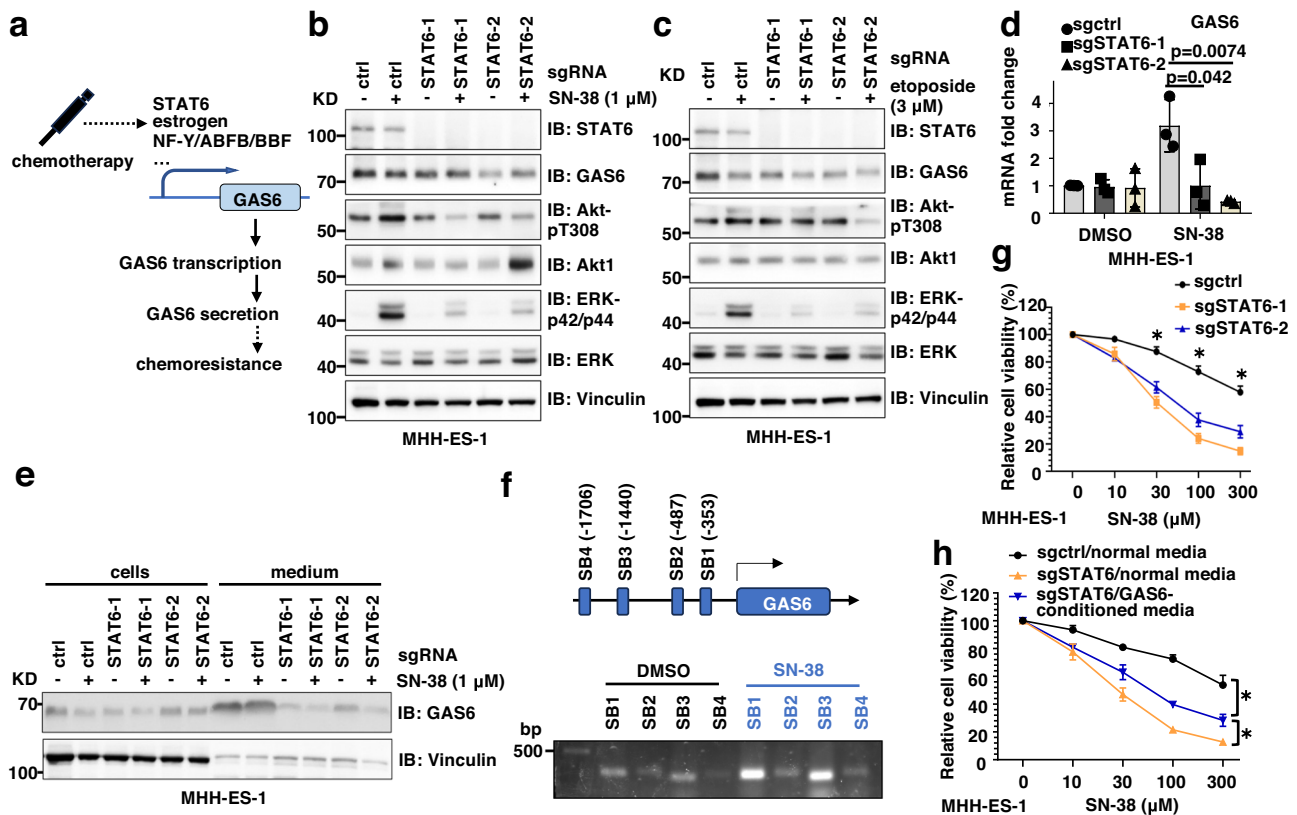 a
STAT6
estrogen
NF-Y/ABFB/BBF
...
chemotherapy
GAS6
GAS6 transcription
GAS6 secretion
chemoresistance
b
ctrl
ctrl
STAT6-1
STAT6-1
STAT6-2
STAT6-2
sgRNA
KD
- + - + - + SN-38 (1 µM)
100
IB: STAT6
70
IB: GAS6
50
IB: Akt-
pT308
50
IB: Akt1
40
IB: ERK-
p42/p44
40
IB: ERK
100
IB: Vinculin
MHH-ES-1
c
ctrl
ctrl
STAT6-1
STAT6-1
STAT6-2
STAT6-2
sgRNA
KD
- + - + - +
etoposide
(3 µM)
100
IB: STAT6
70
IB: GAS6
50
IB: Akt-
pT308
50
IB: Akt1
40
IB: ERK-
p42/p44
40
IB: ERK
100
IB: Vinculin
MHH-ES-1
d
sgctrl
sgSTAT6-1
sgSTAT6-2
GAS6
p=0.0074
p=0.042
mRNA fold change
5
4
3
2
1
0
DMSO
SN-38
MHH-ES-1
g
sgctrl
sgSTAT6-1
sgSTAT6-2
Relative cell viability (%)
120
100
80
60
40
20
0
* * *
0 10 30 100 300
MHH-ES-1
SN-38 (µM)
e
cells
medium
ctrl
ctrl
STAT6-1
STAT6-1
STAT6-2
STAT6-2
ctrl
ctrl
STAT6-1
STAT6-1
STAT6-2
STAT6-2
sgRNA
KD
- + - + - + - + - + - + SN-38 (1 µM)
70
IB: GAS6
100
IB: Vinculin
MHH-ES-1
f
SB4 (-1706)
SB3 (-1440)
SB2 (-487)
SB1 (-353)
GAS6
DMSO
SN-38
SB1
SB2
SB3
SB4
SB1
SB2
SB3
SB4
bp
500
h
sgctrl/normal media
sgSTAT6/normal media
sgSTAT6/GAS6-
conditioned media
Relative cell viability (%)
120
100
80
60
40
20
0
*
*
0 10 30 100 300
MHH-ES-1
SN-38 (µM)